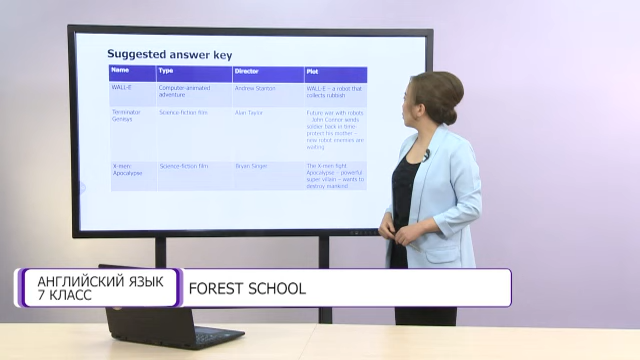 Suggested answer key
Name Type Director Plot
WALL-E Computer-animated Andrew Stanton WALL-E – a robot that
adventure collects rubbish
Terminator Science-fiction film Alan Taylor Future war with robots
Genisys – John Connor sends
soldier back in time-
protect his mother –
new robot enemies are
waiting
X-men: Science-fiction film Bryan Singer The X-men fight
Apocalypse Apocalypse – powerful
super villain – wants to
destroy mankind
АНГЛИЙСКИЙ ЯЗЫК
7 КЛАСС
FOREST SCHOOL